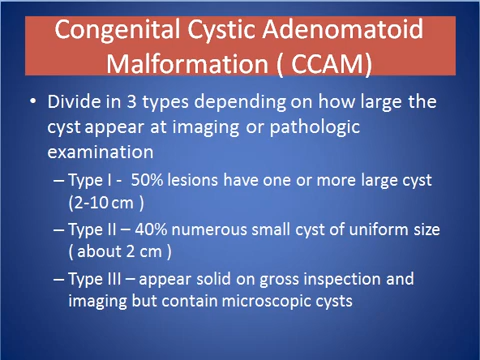 Congenital Cystic Adenomatoid
Malformation ( CCAM)
• Divide in 3 types depending on how large the
cyst appear at imaging or pathologic
examination
– Type I - 50% lesions have one or more large cyst
(2-10 cm )
– Type II – 40% numerous small cyst of uniform size
( about 2 cm )
– Type III – appear solid on gross inspection and
imaging but contain microscopic cysts